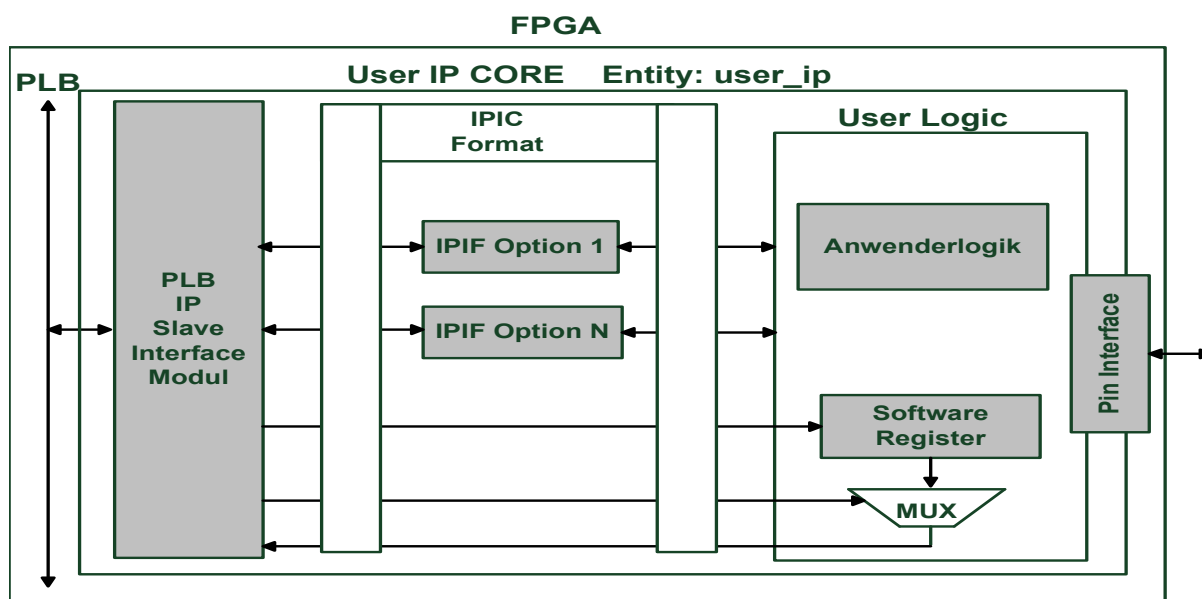 FPGA
PLB
User IP CORE Entity: user_ip
IPIC
Format
User Logic
IPIF Option 1
Anwenderlogik
PLB
IP
Slave
Interface
Modul
IPIF Option N
Pin Interface
Software
Register
MUX